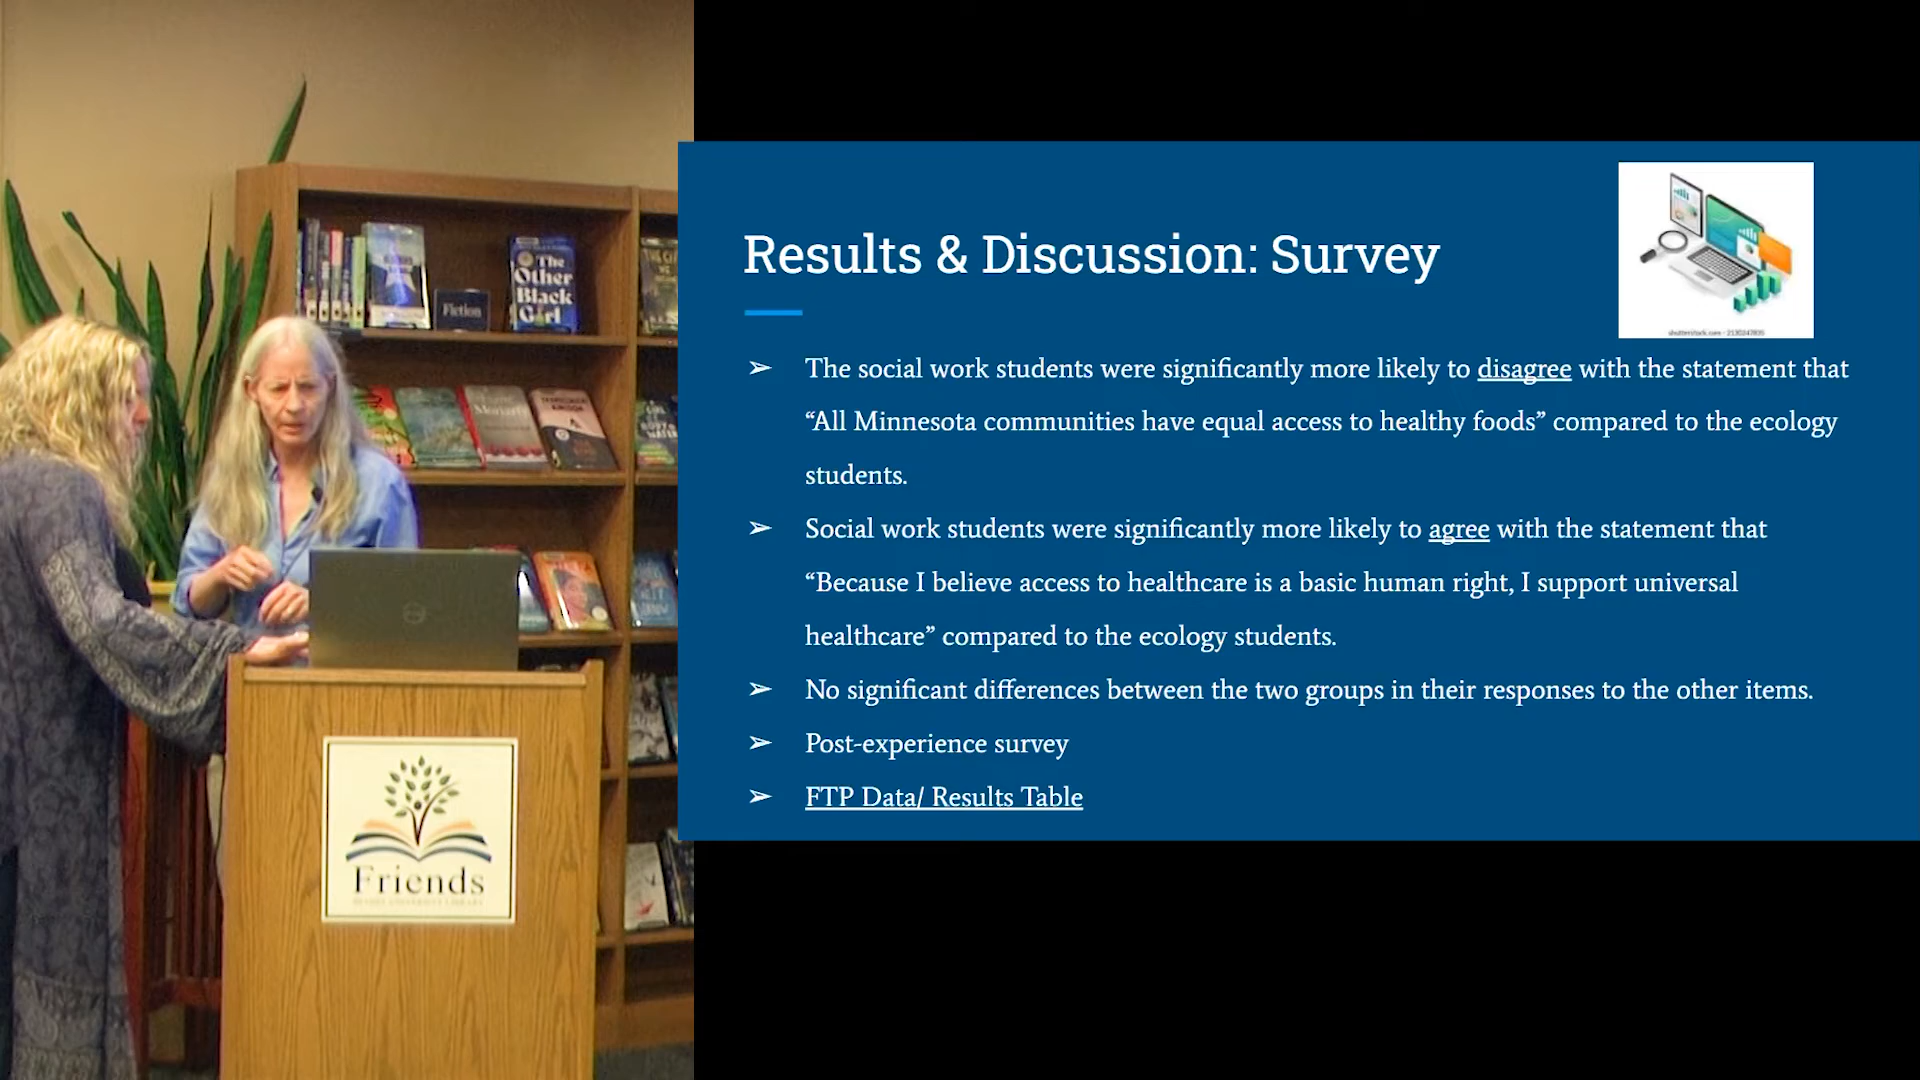 The
Other
Black
Girl
Fiction
Moriarty
Friends
Results & Discussion: Survey
shutterstock.com · 2130247835
➢ The social work students were significantly more likely to disagree with the statement that
“All Minnesota communities have equal access to healthy foods” compared to the ecology
students.
➢ Social work students were significantly more likely to agree with the statement that
“Because I believe access to healthcare is a basic human right, I support universal
healthcare” compared to the ecology students.
➢ No significant differences between the two groups in their responses to the other items.
➢ Post-experience survey
➢ FTP Data/ Results Table